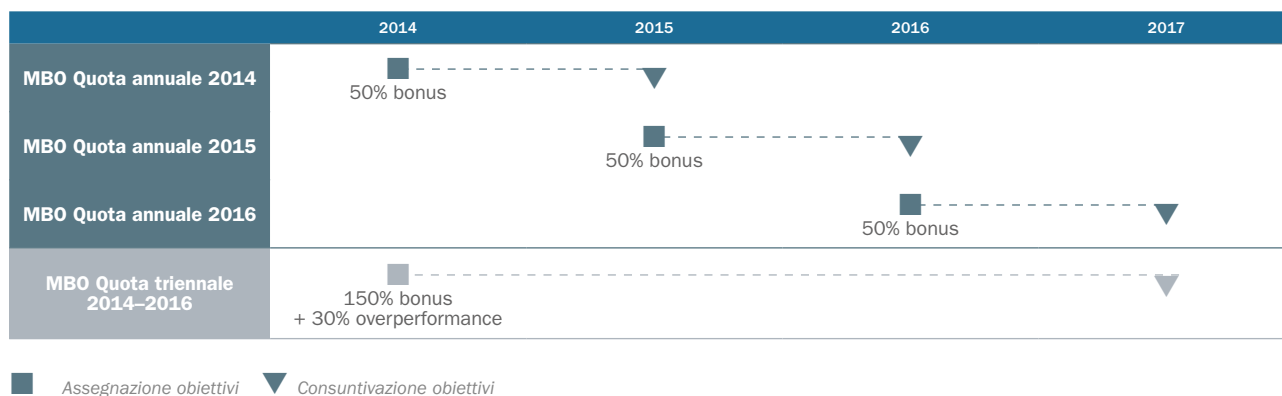 2014 2015 2016 2017
MBO Quota annuale 2014
50% bonus
MBO Quota annuale 2015
50% bonus
MBO Quota annuale 2016
50% bonus
MBO Quota triennale
2014–2016
150% bonus
+ 30% overperformance
Assegnazione obiettivi Consuntivazione obiettivi